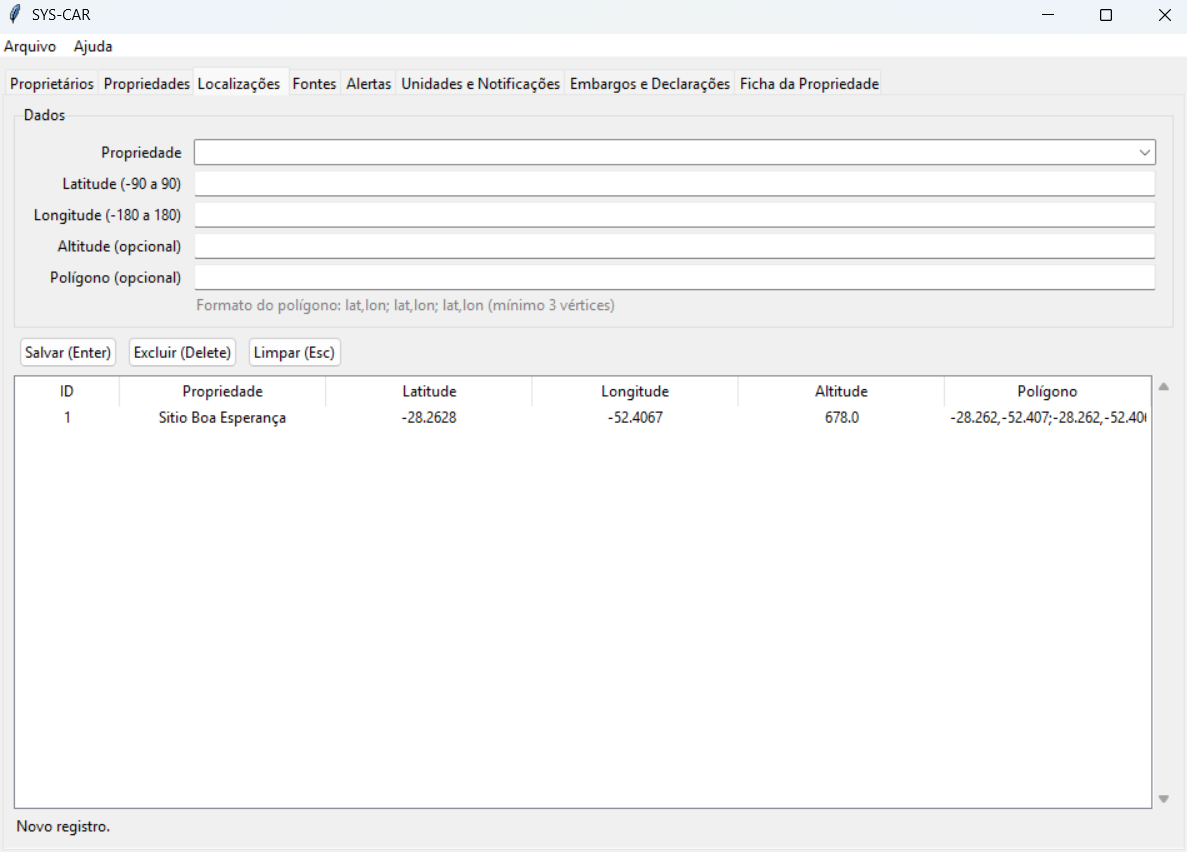 SYS-CAR
Arquivo Ajuda
Proprietários Propriedades Localizações Fontes Alertas Unidades e Notificações Embargos e Declarações Ficha da Propriedade
Dados
Propriedade
Latitude (-90 a 90)
Longitude (-180 a 180)
Altitude (opcional)
Polígono (opcional)
Formato do polígono: lat,lon; lat,lon; lat,lon (mínimo 3 vértices)
Salvar (Enter) Excluir (Delete) Limpar (Esc)
ID Propriedade Latitude Longitude Altitude Polígono
1 Sitio Boa Esperança -28.2628 -52.4067 678.0 -28.262,-52.407;-28.262,-52.40
Novo registro.